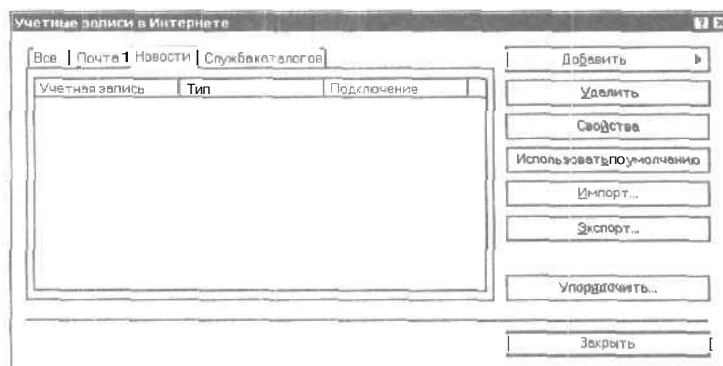 Учетные записи в Интернете
Все Почта 1 Новости Служба каталогов
Учетная запись Тип Подключение
Добавить
Удалить
Свойства
Использовать по умолчанию
Импорт...
Экспорт...
Упорядочить...
Закрыть